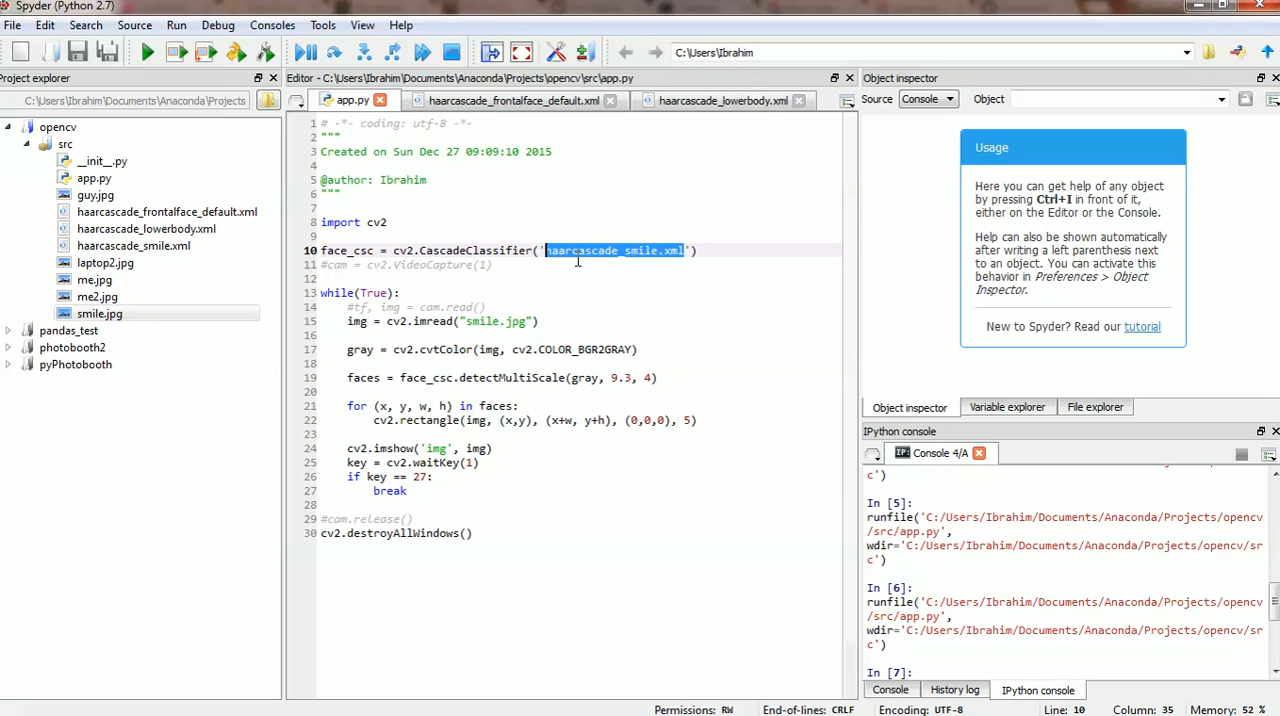 Spyder (Python 2.7)
File Edit Search Source Run Debug Consoles Tools View Help
C:\Users\Ibrahim
Project explorer
C:\Users\Ibrahim\Documents\Anaconda\Projects
opencv
src
__init__.py
app.py
guy.jpg
haarcascade_frontalface_default.xml
haarcascade_lowerbody.xml
haarcascade_smile.xml
laptop2.jpg
me.jpg
me2.jpg
smile.jpg
pandas_test
photobooth2
pyPhotobooth
Editor - C:\Users\Ibrahim\Documents\Anaconda\Projects\opencv\src\app.py
app.py haarcascade_frontalface_default.xml haarcascade_lowerbody.xml
1 # -*- coding: utf-8 -*-
2 """
3 Created on Sun Dec 27 09:09:10 2015
4
5 @author: Ibrahim
6 """
7
8 import cv2
9
10 face_csc = cv2.CascadeClassifier('haarcascade_smile.xml')
11 #cam = cv2.VideoCapture(1)
12
13 while(True):
14 #tf, img = cam.read()
15 img = cv2.imread("smile.jpg")
16
17 gray = cv2.cvtColor(img, cv2.COLOR_BGR2GRAY)
18
19 faces = face_csc.detectMultiScale(gray, 9.3, 4)
20
21 for (x, y, w, h) in faces:
22 cv2.rectangle(img, (x,y), (x+w, y+h), (0,0,0), 5)
23
24 cv2.imshow('img', img)
25 key = cv2.waitKey(1)
26 if key == 27:
27 break
28
29 #cam.release()
30 cv2.destroyAllWindows()
Object inspector
Source Console Object
Usage
Here you can get help of any object
by pressing Ctrl+I in front of it,
either on the Editor or the Console.
Help can also be shown automatically
after writing a left parenthesis next
to an object. You can activate this
behavior in Preferences > Object
Inspector.
New to Spyder? Read our tutorial
Object inspector Variable explorer File explorer
IPython console
IP: Console 4/A
c')
In [5]:
runfile('C:/Users/Ibrahim/Documents/Anaconda/Projects/opencv
/src/app.py',
wdir='C:/Users/Ibrahim/Documents/Anaconda/Projects/opencv/sr
c')
In [6]:
runfile('C:/Users/Ibrahim/Documents/Anaconda/Projects/opencv
/src/app.py',
wdir='C:/Users/Ibrahim/Documents/Anaconda/Projects/opencv/sr
c')
In [7]:
Console History log IPython console
Permissions: RW End-of-lines: CRLF Encoding: UTF-8 Line: 10 Column: 35 Memory: 52 %